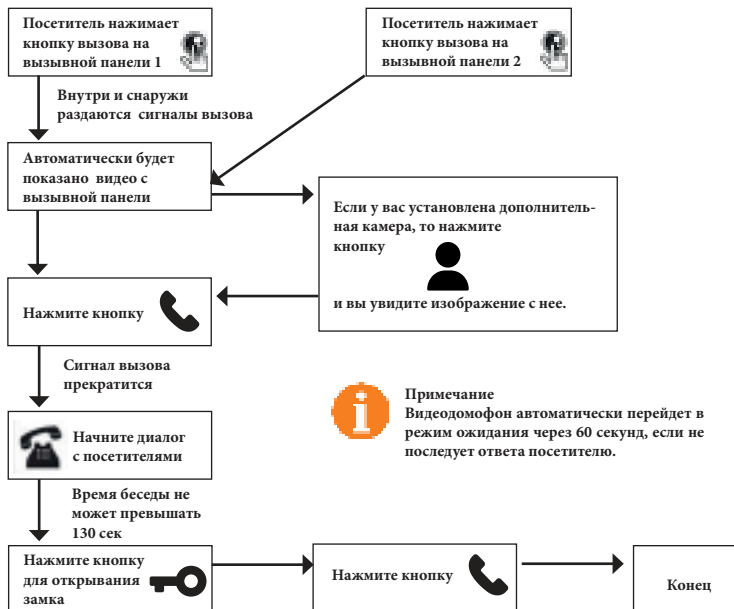 Посетитель нажимает
кнопку вызова на
вызывной панели 1
Посетитель нажимает
кнопку вызова на
вызывной панели 2
Внутри и снаружи
раздаются сигналы вызова
Автоматически будет
показано видео с
вызывной панели
Если у вас установлена дополнитель-
ная камера, то нажмите
кнопку
и вы увидите изображение с нее.
Нажмите кнопку
Сигнал вызова
прекратится
Примечание
Видеодомофон автоматически перейдет в
режим ожидания через 60 секунд, если не
последует ответа посетителю.
Начните диалог
с посетителями
Время беседы не
может превышать
130 сек
Нажмите кнопку
для открывания
замка
Нажмите кнопку
Конец